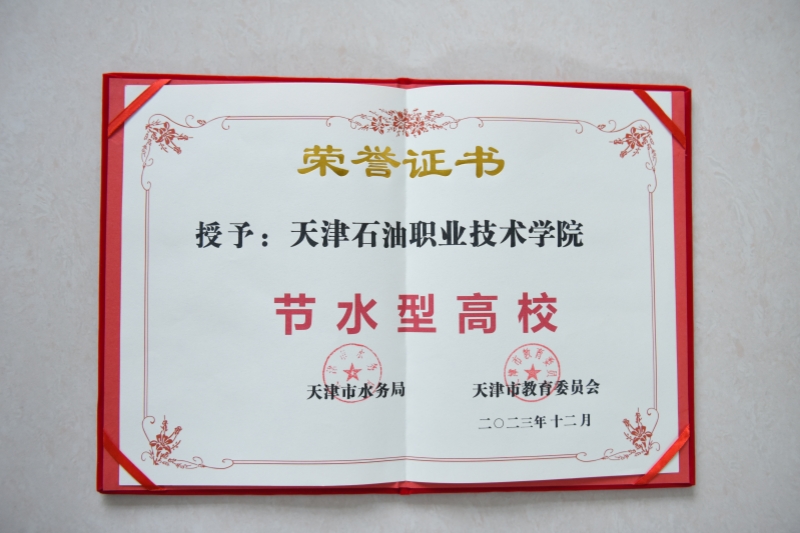 荣誉证书
授予：天津石油职业技术学院
节水型高校
天津市水务局
天津市教育委员会
二〇二三年十二月